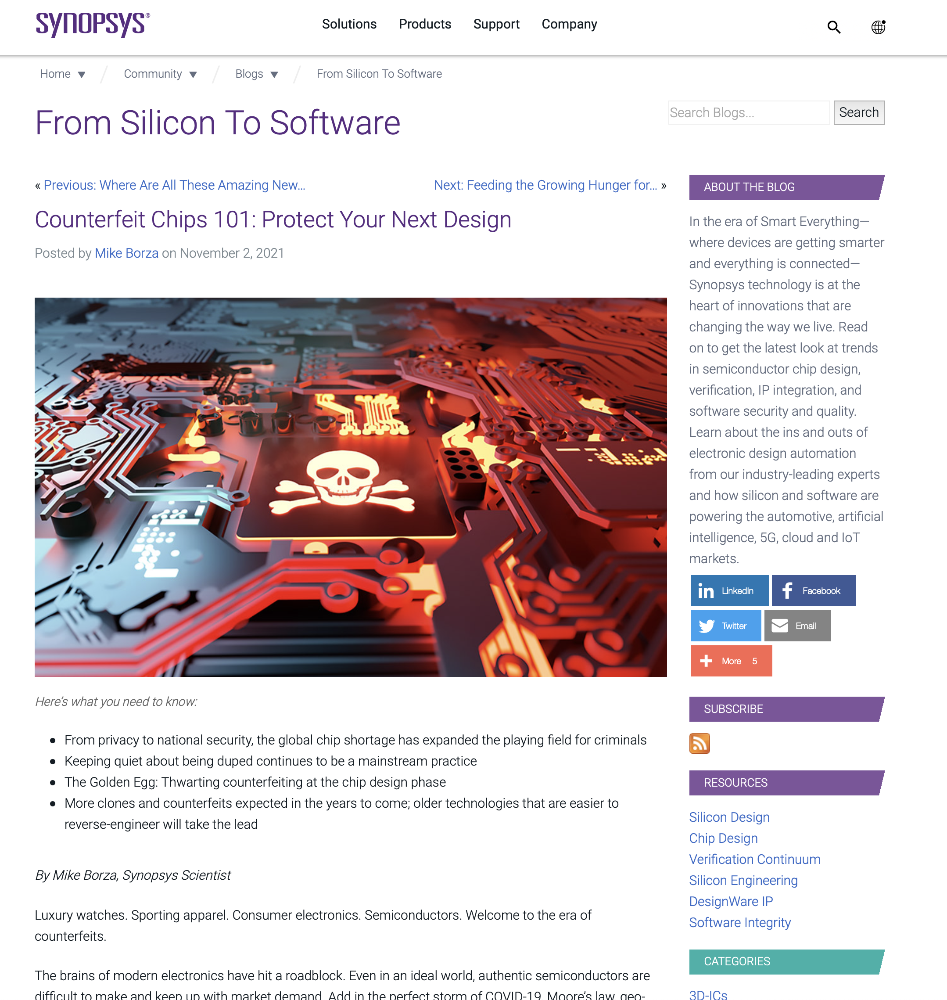 SYNOPSYS®
Solutions Products Support Company
Home ▼ / Community ▼ / Blogs ▼ / From Silicon To Software
From Silicon To Software
Search Blogs...
Search
« Previous: Where Are All These Amazing New...
Next: Feeding the Growing Hunger for... »
Counterfeit Chips 101: Protect Your Next Design
Posted by Mike Borza on November 2, 2021
Here's what you need to know:
● From privacy to national security, the global chip shortage has expanded the playing field for criminals
● Keeping quiet about being duped continues to be a mainstream practice
● The Golden Egg: Thwarting counterfeiting at the chip design phase
● More clones and counterfeits expected in the years to come; older technologies that are easier to
reverse-engineer will take the lead
By Mike Borza, Synopsys Scientist
Luxury watches. Sporting apparel. Consumer electronics. Semiconductors. Welcome to the era of
counterfeits.
The brains of modern electronics have hit a roadblock. Even in an ideal world, authentic semiconductors are
difficult to make and keep up with market demand. Add in the perfect storm of COVID-19, Moore's law, geo-
ABOUT THE BLOG
In the era of Smart Everything—
where devices are getting smarter
and everything is connected—
Synopsys technology is at the
heart of innovations that are
changing the way we live. Read
on to get the latest look at trends
in semiconductor chip design,
verification, IP integration, and
software security and quality.
Learn about the ins and outs of
electronic design automation
from our industry-leading experts
and how silicon and software are
powering the automotive, artificial
intelligence, 5G, cloud and IoT
markets.
in LinkedIn
f Facebook
Twitter
Email
+ More 5
SUBSCRIBE
RESOURCES
Silicon Design
Chip Design
Verification Continuum
Silicon Engineering
DesignWare IP
Software Integrity
CATEGORIES
3D-ICs